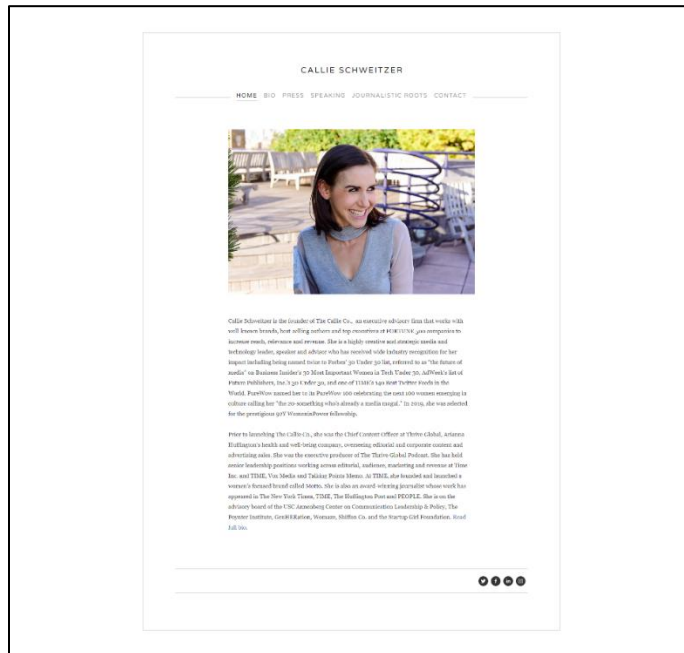 CALLIE SCHWEITZER
HOME BIO PRESS SPEAKING JOURNALISTIC ROOTS CONTACT
Callie Schweitzer is the founder of The Callie Co., an executive advisory firm that works with
well-known brands, best selling authors and top executives at FORTUNE 500 companies to
increase reach, relevance and revenue. She is a highly creative and strategic media and
technology leader, speaker and advisor who has received wide industry recognition for her
impact including being named twice to Forbes' 30 Under 30 list, referred to as "the future of
media" on Business Insider's 30 Most Important Women in Tech Under 30, AdWeek's list of
Future Publishers, Inc.'s 30 Under 30, and one of TIME's 140 Best Twitter Feeds in the
World. PureWow named her to its PureWow 100 celebrating the next 100 women emerging in
culture calling her "the 20-something who's already a media mogul." In 2019, she was selected
for the prestigious 92Y WomeninPower fellowship.
Prior to launching The Callie Co., she was the Chief Content Officer at Thrive Global, Arianna
Huffington's health and well-being company, overseeing editorial and corporate content and
advertising sales. She was the executive producer of The Thrive Global Podcast. She has held
senior leadership positions working across editorial, audience, marketing and revenue at Time
Inc. and TIME, Vox Media and Talking Points Memo. At TIME, she founded and launched a
women's-focused brand called Motto. She is also an award-winning journalist whose work has
appeared in The New York Times, TIME, The Huffington Post and PEOPLE. She is on the
advisory board of the USC Annenberg Center on Communication Leadership & Policy, The
Poynter Institute, GenHERation, Womanc, Shiffon Co. and the Startup Girl Foundation. Read
full bio.